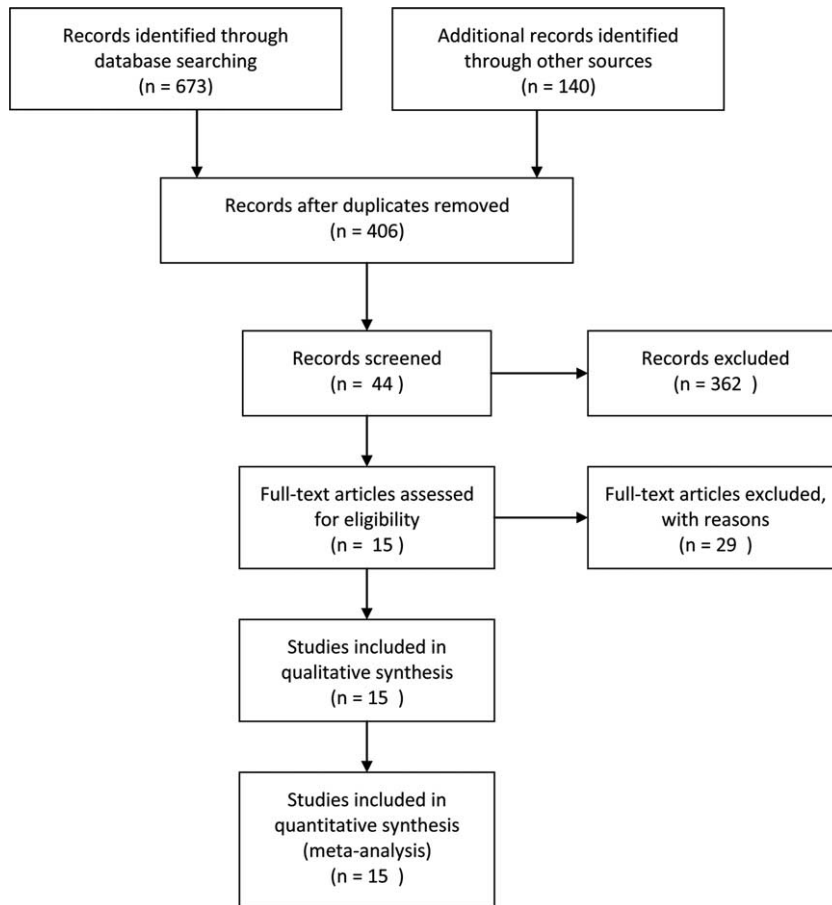 Records identified through
database searching
(n = 673)
Additional records identified
through other sources
(n = 140)
Records after duplicates removed
(n = 406)
Records screened
(n =  44 )
Records excluded
(n = 362  )
Full-text articles assessed
for eligibility
(n =  15 )
Full-text articles excluded,
with reasons
(n = 29  )
Studies included in
qualitative synthesis
(n = 15  )
Studies included in
quantitative synthesis
(meta-analysis)
(n = 15  )